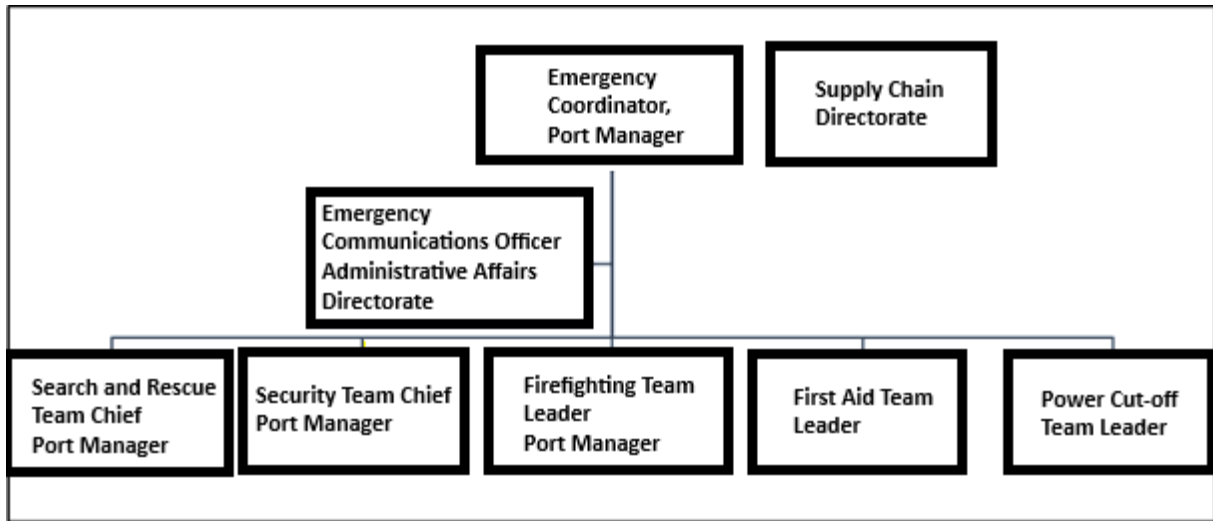 Emergency
Coordinator,
Port Manager
Supply Chain
Directorate
Emergency
Communications Officer
Administrative Affairs
Directorate
Search and Rescue
Team Chief
Port Manager
Security Team Chief
Port Manager
Firefighting Team
Leader
Port Manager
First Aid Team
Leader
Power Cut-off
Team Leader